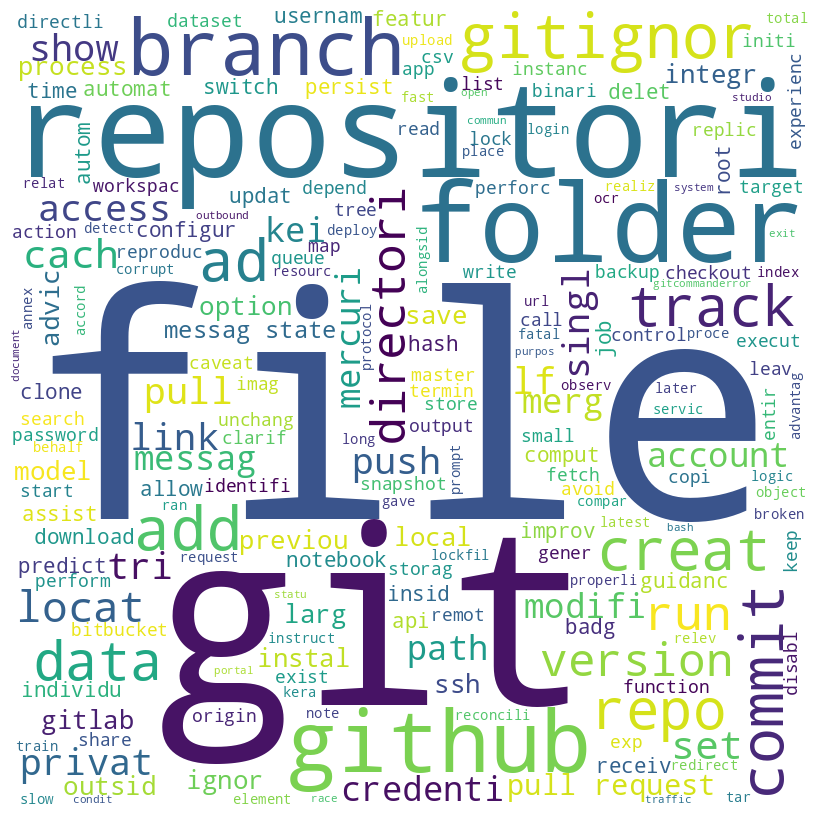 directli
dataset
usernam
featur
total
show
branch
upload
gitignor
initi
process
csv
time
automat
switch
persist
app
instanc
integr
experienc
fast
open
list
binari
delet
studio
repositori
commun
login
read
lock
place
replic
autom
root
relat
workspac
updat
depend
folder
perforc
realiz
target
access
outbound
tree
ocr
system
action
detect
configur
kei
map
deploy
directori
alongsid
exit
cach
reproduc
ad
queue
write
backup
checkout
index
corrupt
resourc
gitcommanderror
annex
advic
accord
option
mercuri
protocol
save
url
call
singl
job
track
messag state
hash
fatal
control
proce
execut
document
file
caveat
master
lf
purpos
observ
leav
clone
pull
imag
termin
merg
later
advantag
search
unchang
store
small
servic
entir
password
link
clarif
output
comput
account
behalf
messag
long
push
prompt
fetch
copi
logic
model
snapshot
avoid
object
start
allow
identifi
compar
assist
ran
gave
latest
bash
broken
download
add
previou
local
improv
creat
keep
predict
tri
notebook
lockfil
gener
perform
request
storag
properli
guidanc
git
statu
insid
modifi
run
commit
disabl
locat
larg
api
remot
badg
bitbucket
instruct
relev
data
portal
instal
path
version
individu
exist
kera
ssh
function
gitlab
origin
note
github
reconcili
repo
share
exp
set
train
privat
receiv
redirect
outsid
ignor
credenti
pull request
slow
condit
element
race
tar
traffic